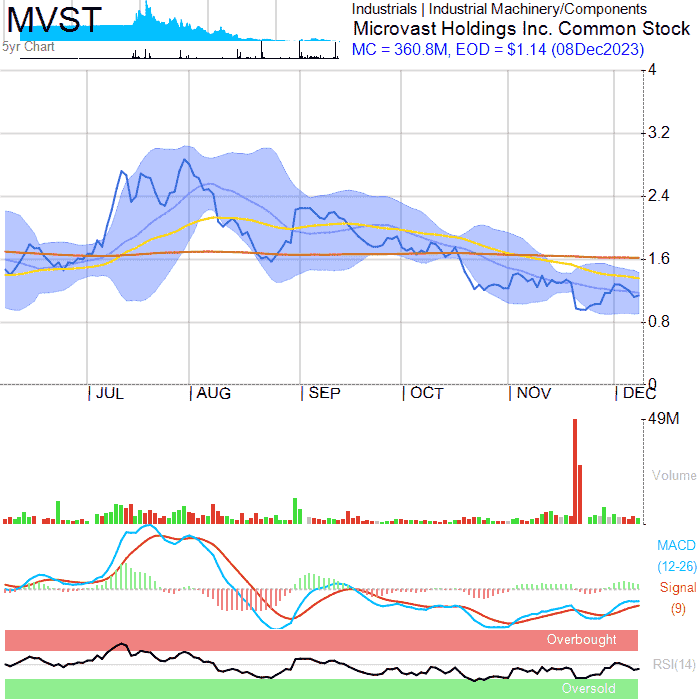 MVST
5yr Chart
Industrials | Industrial Machinery/Components
Microvast Holdings Inc. Common Stock
MC = 360.8M, EOD = $1.14 (08Dec2023)
4
3.2
2.4
1.6
0.8
0
JUL AUG SEP OCT NOV DEC
49M
Volume
MACD
(12-26)
Signal
(9)
Overbought
RSI(14)
Oversold